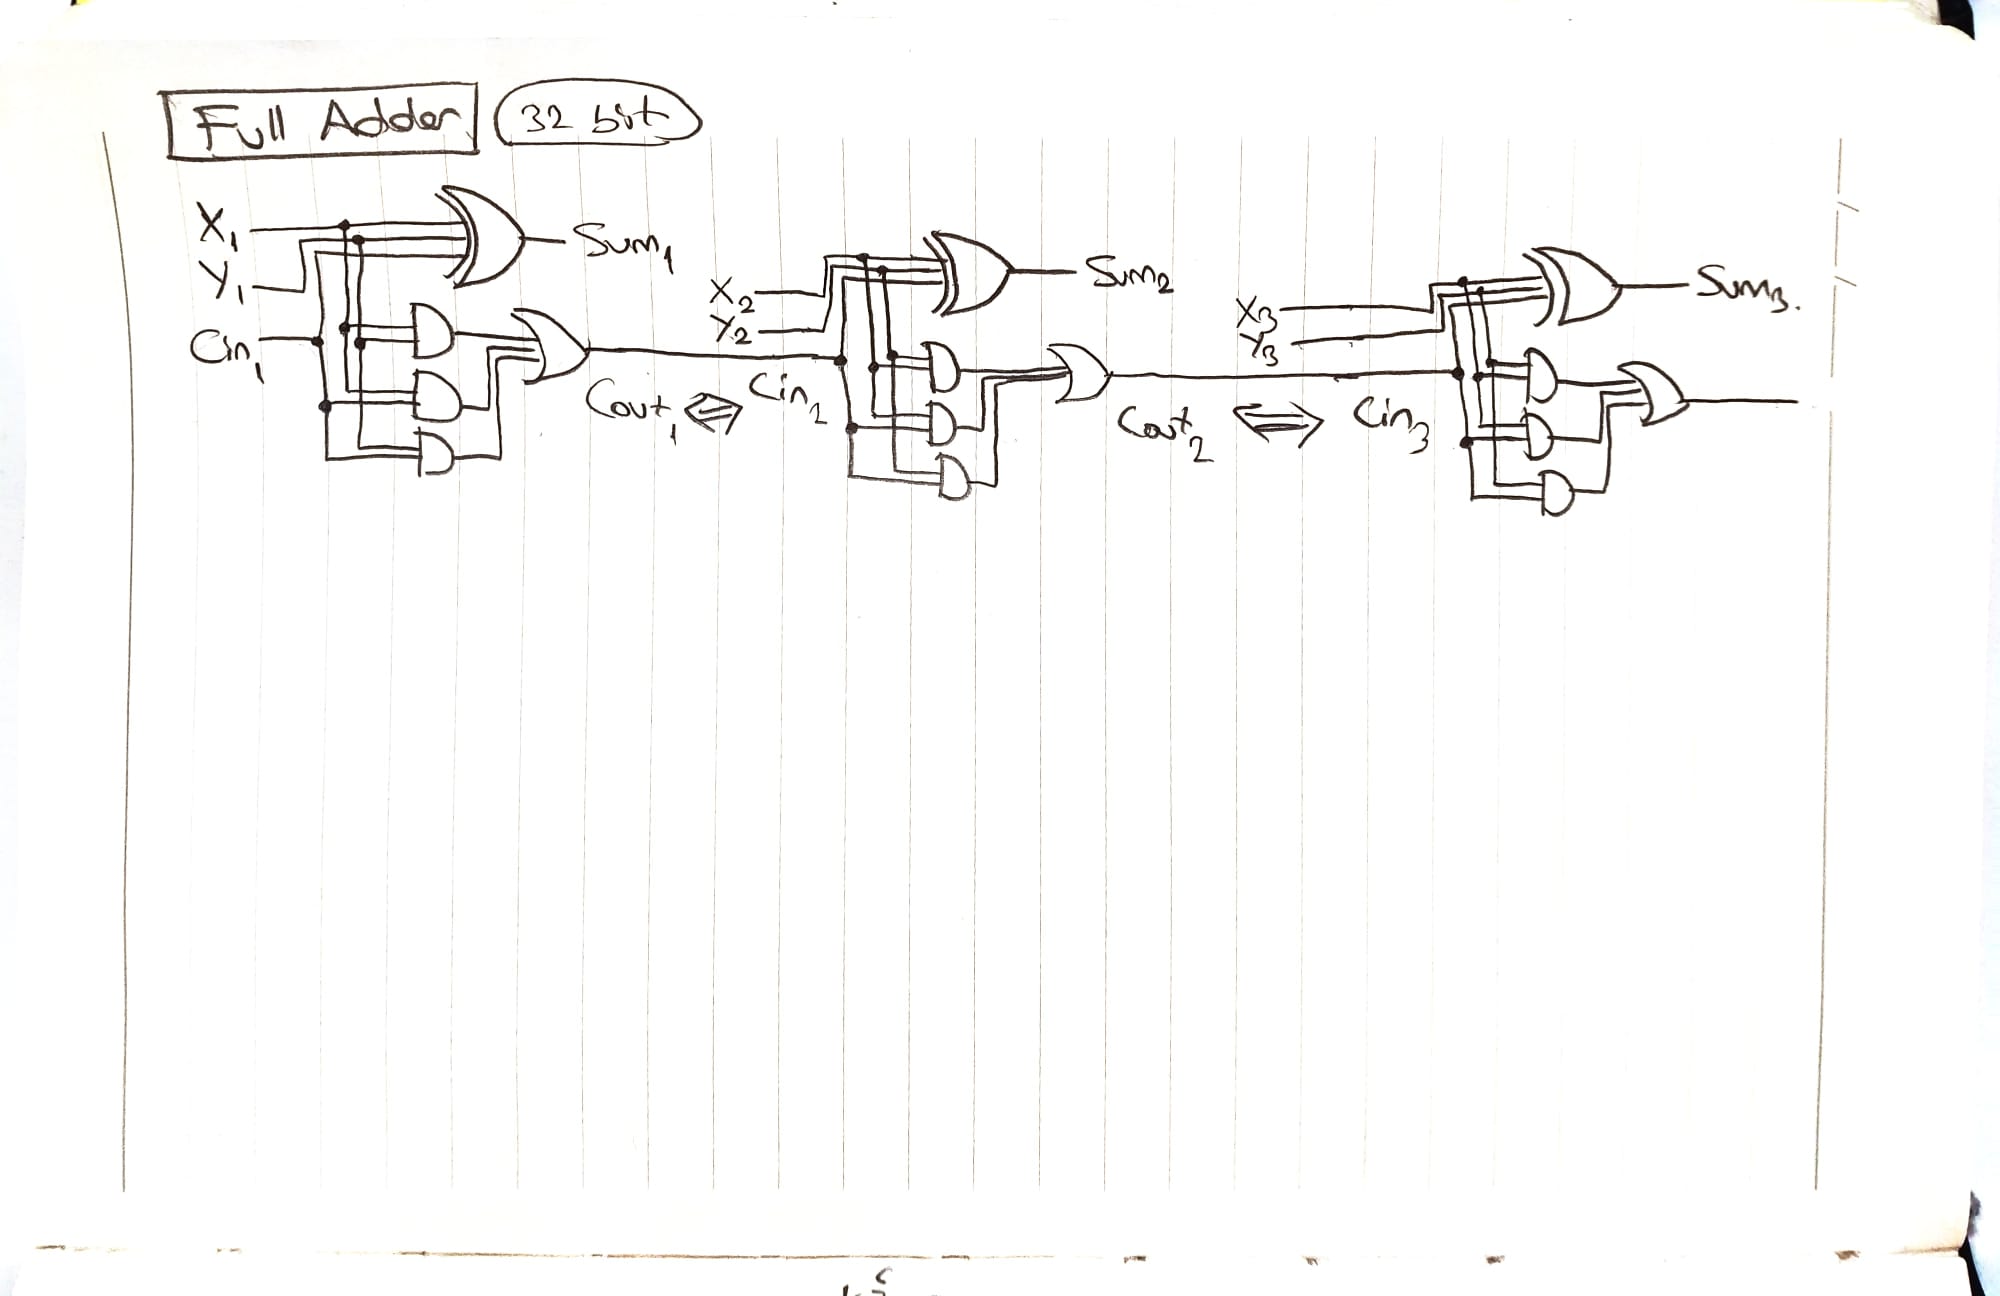 Full Adder 32 bit
X1 Sum1
Y1
Cin1
Cout1 ⇔ Cin2
X2 Sum2
Y2
Cout2 ⇔ Cin3
X3 Sum3.
Y3